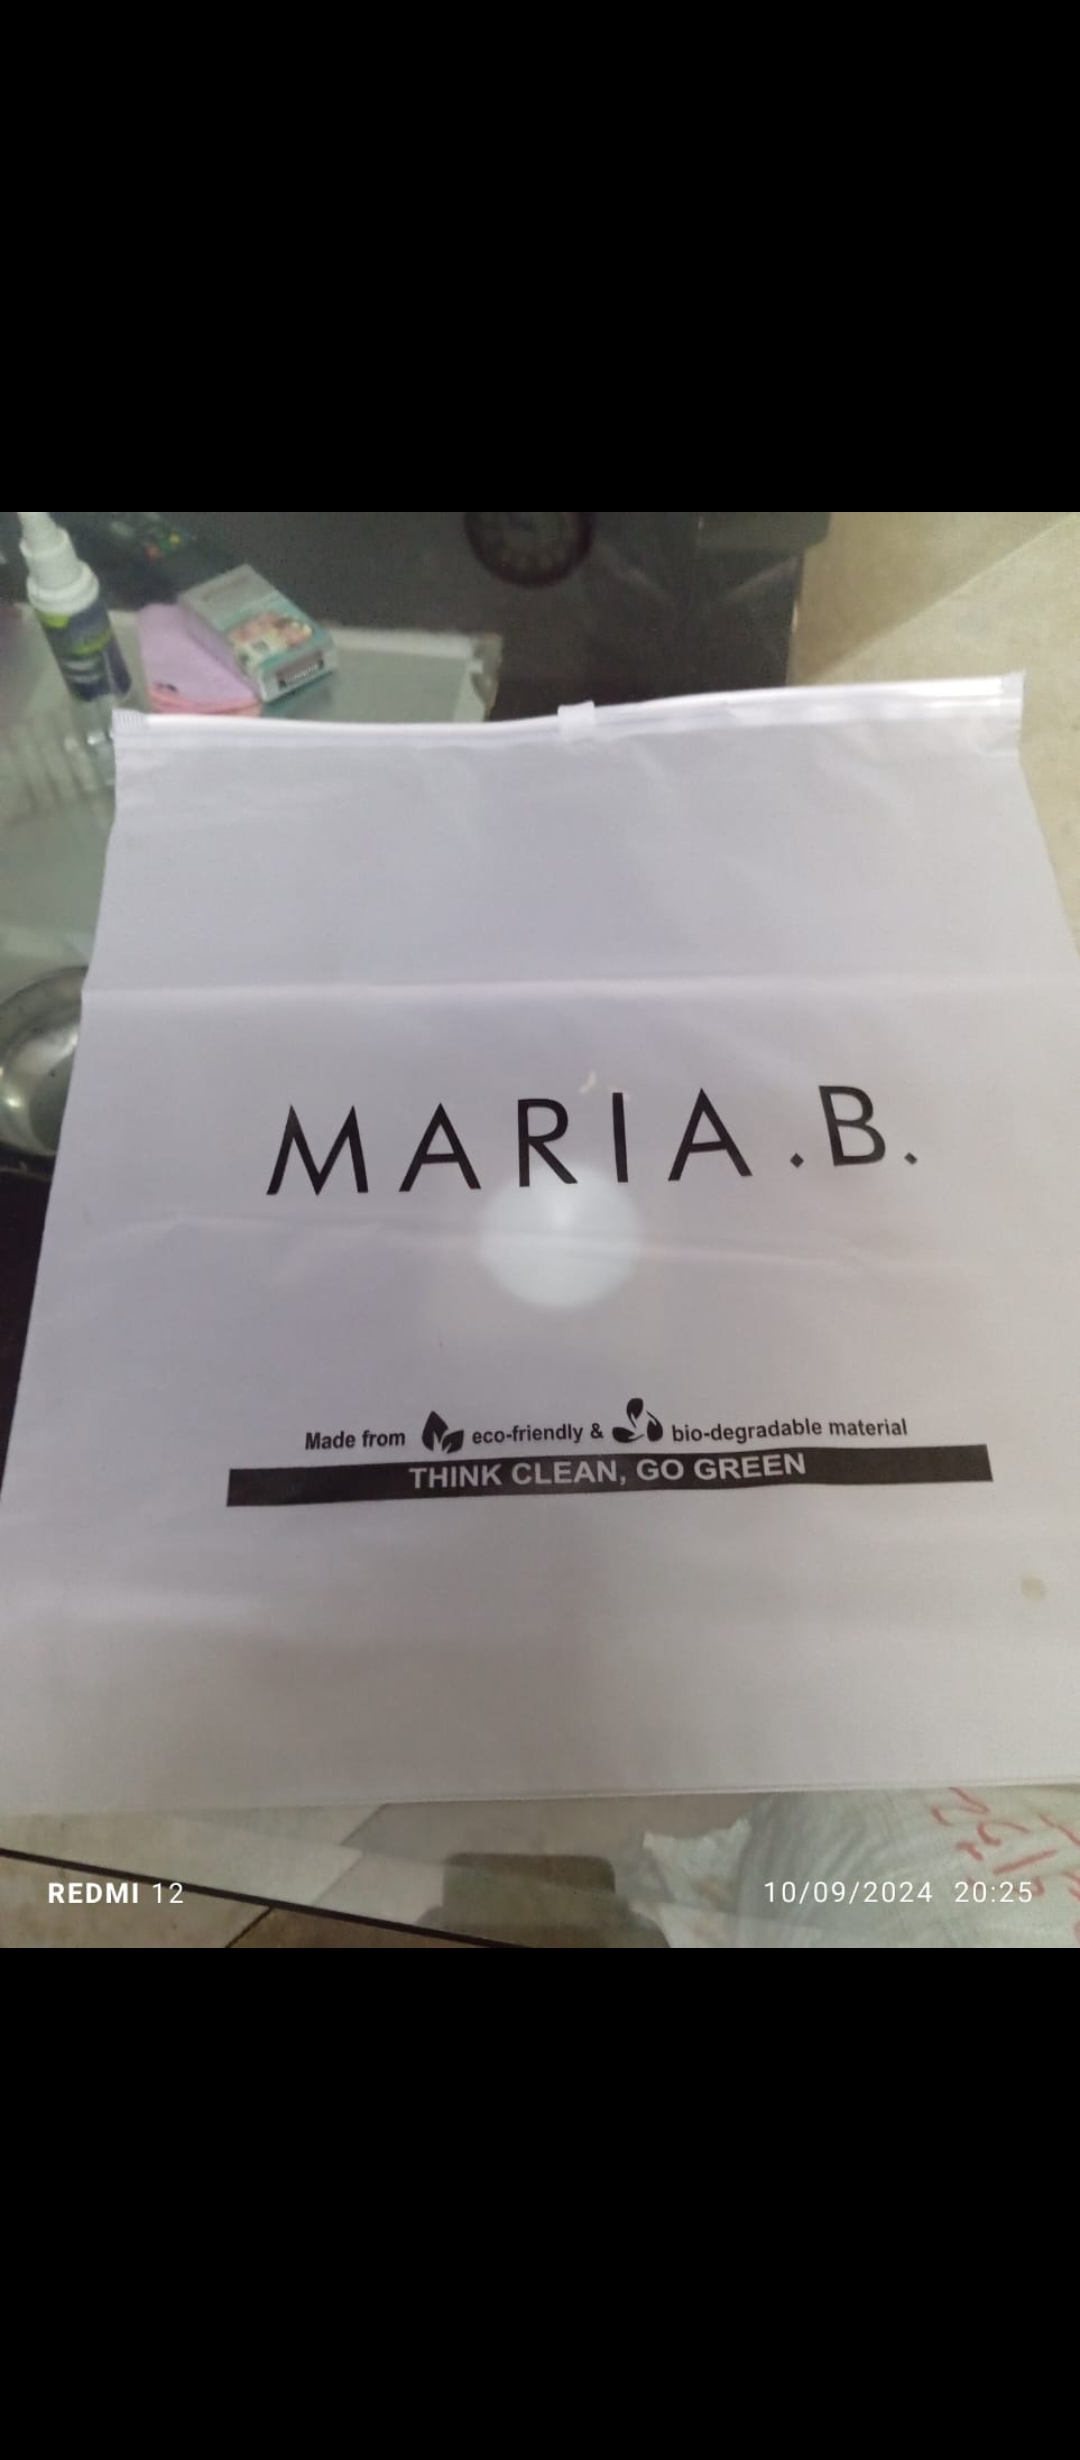 MARIA.B.
Made from eco-friendly & bio-degradable material
THINK CLEAN, GO GREEN
REDMI 12
10/09/2024 20:25